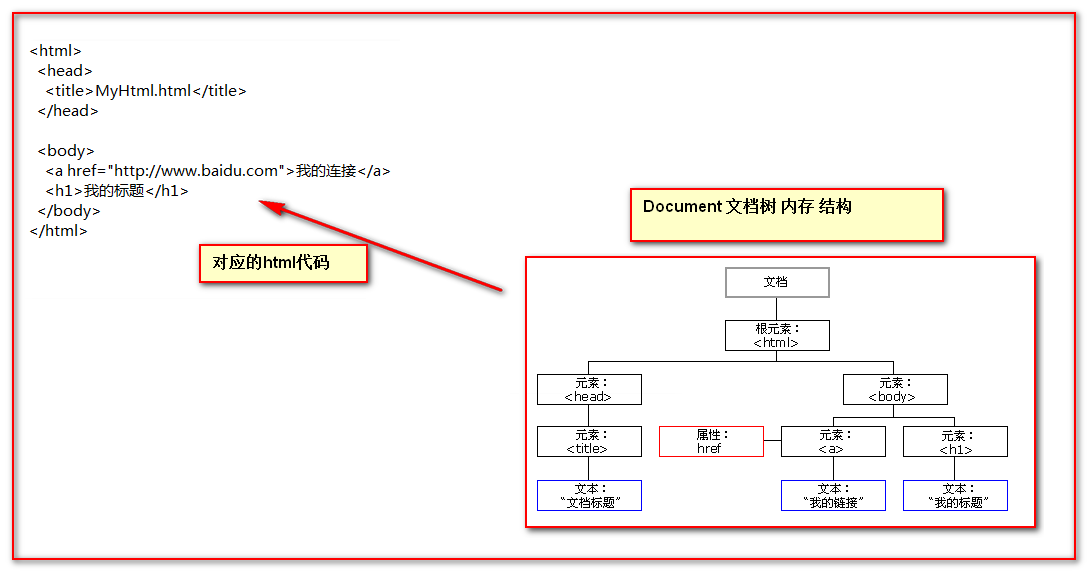 <html>
<head>
<title>MyHtml.html</title>
</head>
<body>
<a href="http://www.baidu.com">我的连接</a>
<h1>我的标题</h1>
</body>
</html>
对应的html代码
Document 文档树 内存 结构
文档
根元素：
<html>
元素：
<head>
元素：
<body>
元素：
<title>
属性：
href
元素：
<a>
元素：
<h1>
文本：
“文档标题”
文本：
“我的链接”
文本：
“我的标题”